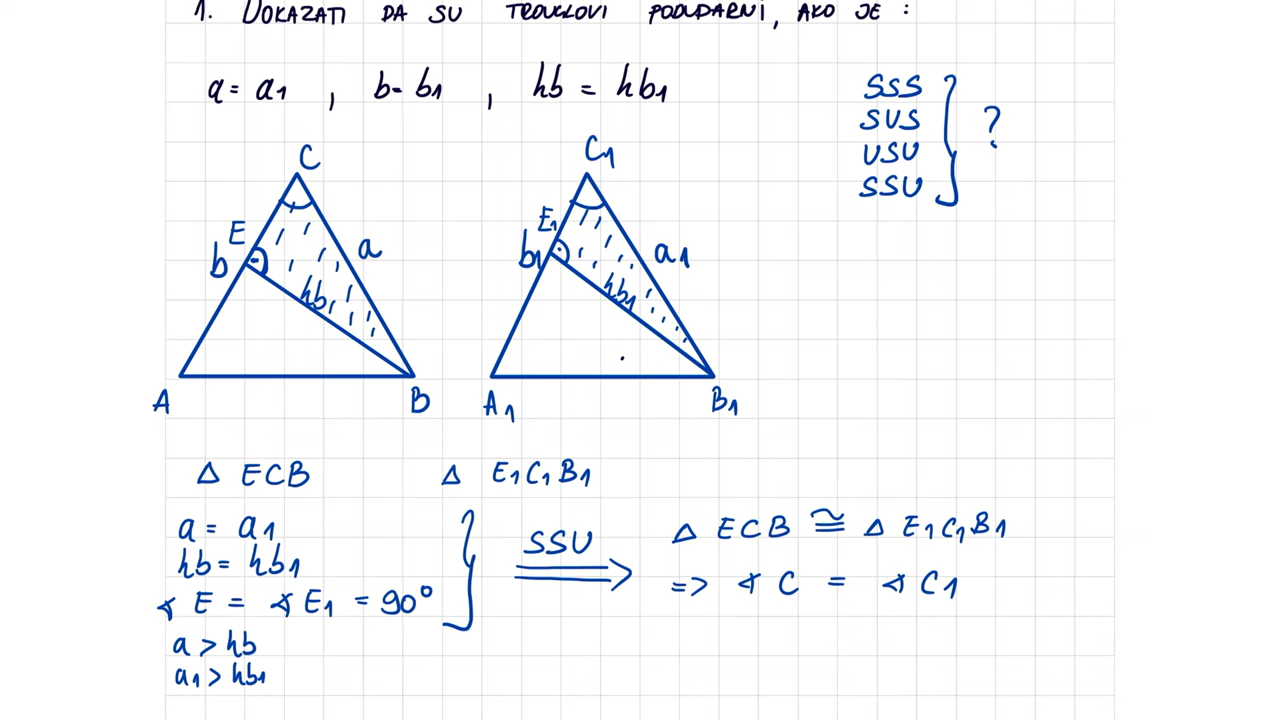 1. DOKAZATI DA SU TROUGLOVI PODUDARNI, AKO JE :
a = a1 , b = b1 , hb = hb1
SSS
SUS
USU
SSU
?
C
E
b
a
hb
A
B
C1
E1
b1
a1
hb1
A1
B1
△ ECB △ E1C1B1
a = a1
hb = hb1
∢ E = ∢ E1 = 90°
a > hb
a1 > hb1
SSU
△ ECB ≅ △ E1C1B1
=> ∢ C = ∢ C1